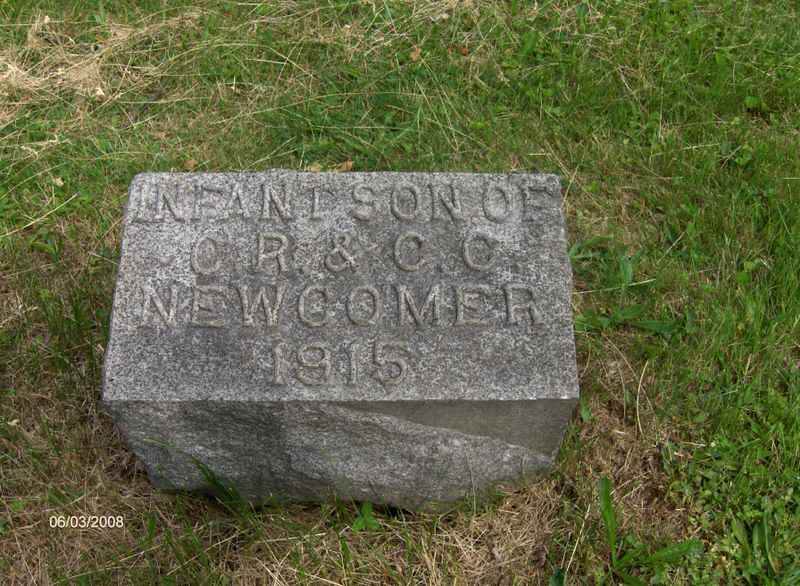 INFANT SON OF
C. R. & C. C.
NEWCOMER
1915
06/03/2008